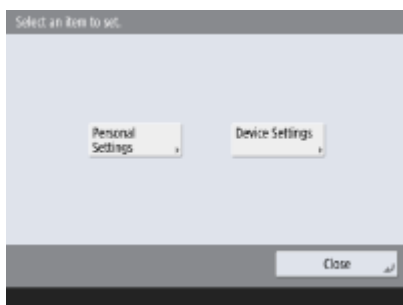 Select an item to set.
Personal
Settings
Device Settings
Close